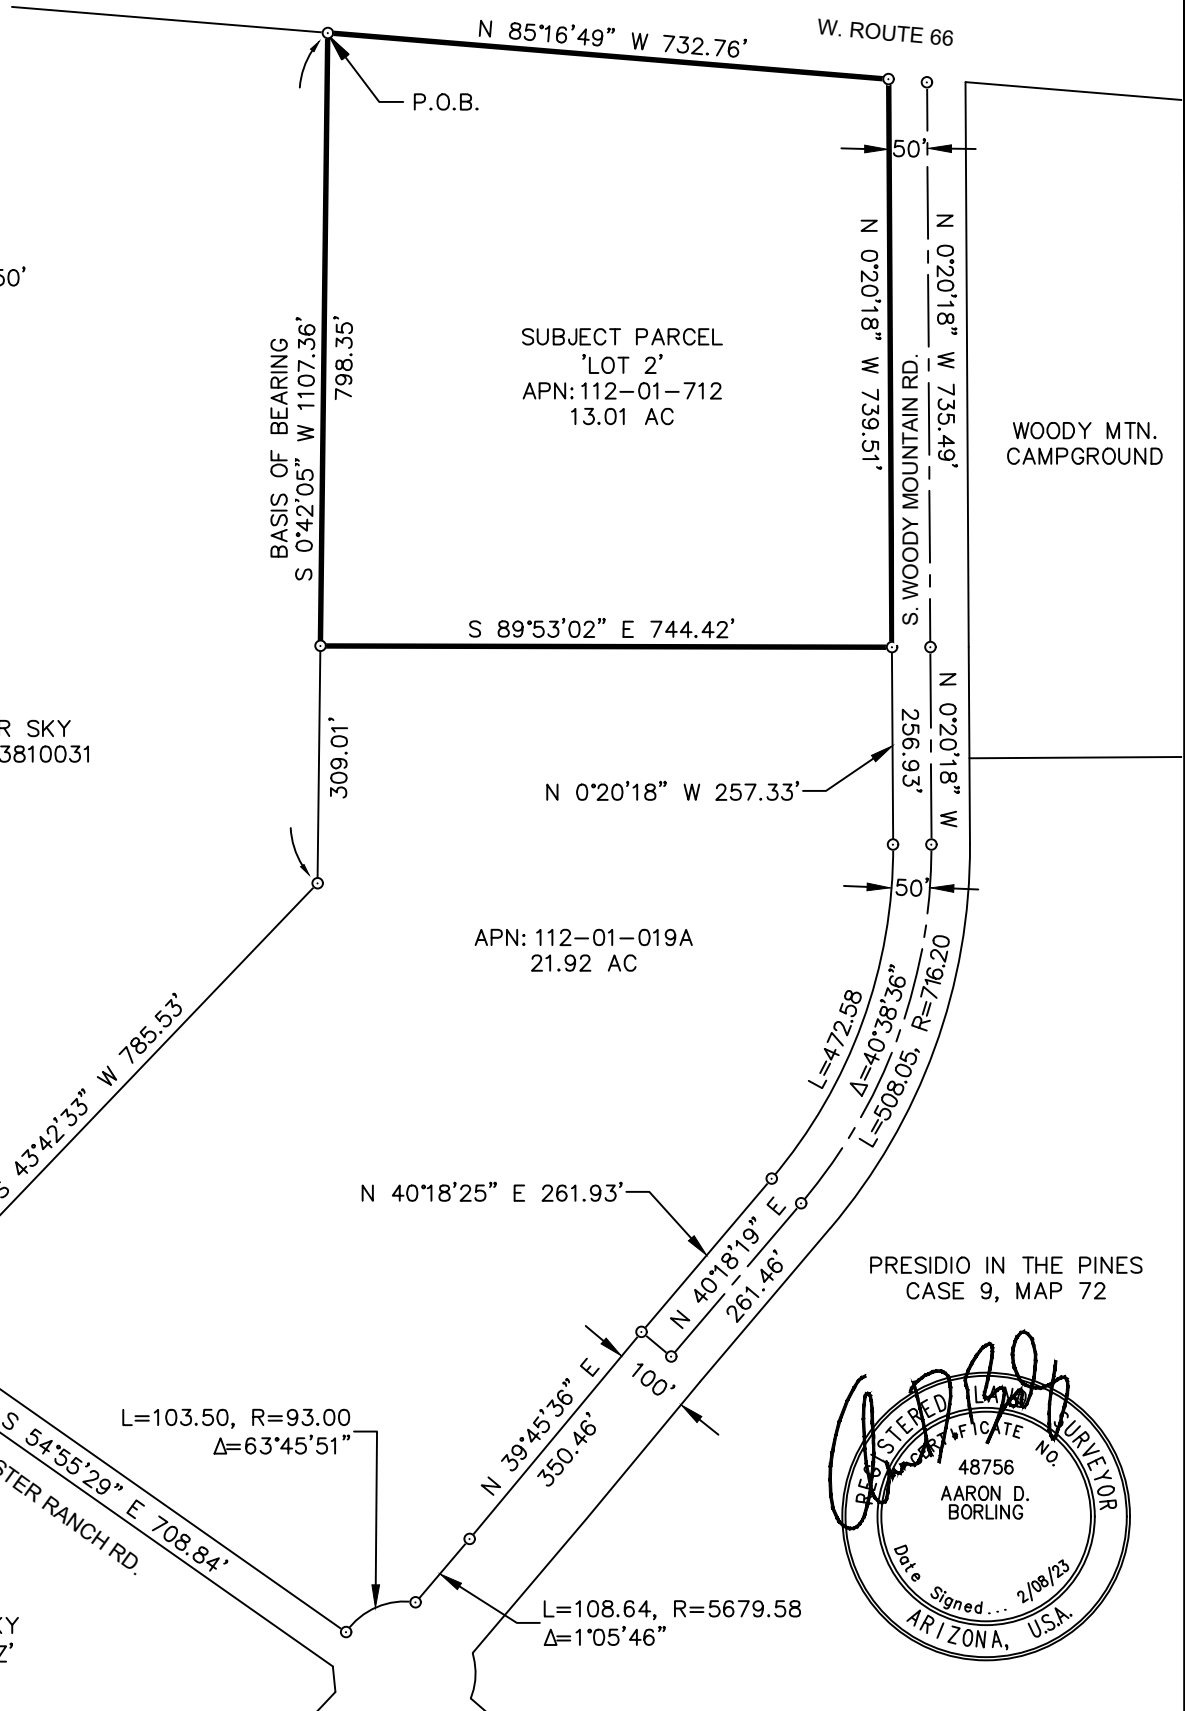 N 85°16'49" W 732.76'
W. ROUTE 66
P.O.B.
50'
50'
BASIS OF BEARING
S 0°42'05" W 1107.36'
798.35'
SUBJECT PARCEL
'LOT 2'
APN: 112-01-712
13.01 AC
N 0°20'18" W 739.51'
S. WOODY MOUNTAIN RD.
N 0°20'18" W 735.49'
WOODY MTN.
CAMPGROUND
S 89°53'02" E 744.42'
R SKY
3810031
309.01'
N 0°20'18" W 257.33'
256.93'
N 0°20'18" W
50'
APN: 112-01-019A
21.92 AC
S 43°42'33" W 785.53'
L=472.58
Δ=40°38'36"
L=508.05, R=716.20
N 40°18'25" E 261.93'
N 40°18'19" E
261.46'
PRESIDIO IN THE PINES
CASE 9, MAP 72
100'
N 39°45'36" E
350.46'
L=103.50, R=93.00
Δ=63°45'51"
S 54°55'29" E 708.84'
STER RANCH RD.
L=108.64, R=5679.58
Δ=1°05'46"
KY
Z'
REGISTERED LAND SURVEYOR
CERTIFICATE NO.
48756
AARON D.
BORLING
Date Signed... 2/08/23
ARIZONA, U.S.A.